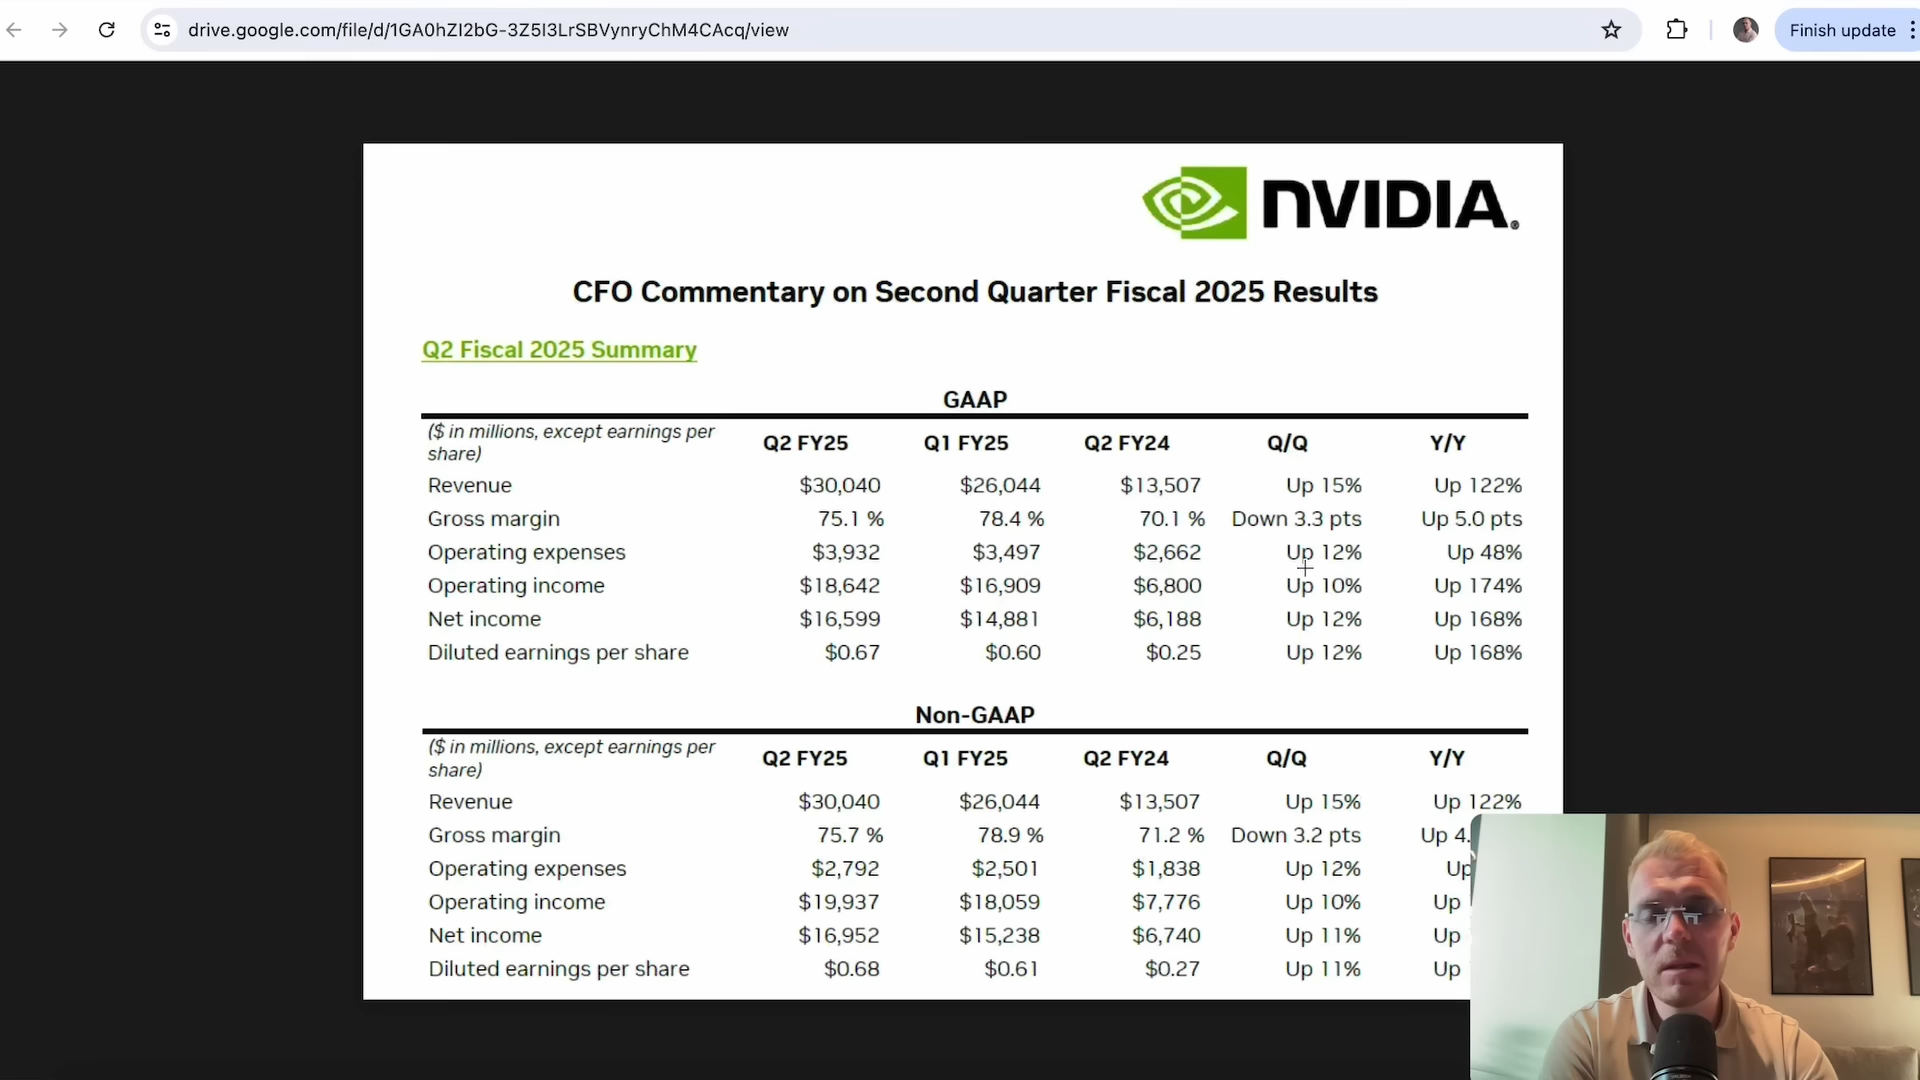 drive.google.com/file/d/1GA0hZI2bG-3Z5I3LrSBVynryChM4CAcq/view
Finish update
NVIDIA.
CFO Commentary on Second Quarter Fiscal 2025 Results
Q2 Fiscal 2025 Summary
GAAP
($ in millions, except earnings per share) Q2 FY25 Q1 FY25 Q2 FY24 Q/Q Y/Y
Revenue $30,040 $26,044 $13,507 Up 15% Up 122%
Gross margin 75.1 % 78.4 % 70.1 % Down 3.3 pts Up 5.0 pts
Operating expenses $3,932 $3,497 $2,662 Up 12% Up 48%
Operating income $18,642 $16,909 $6,800 Up 10% Up 174%
Net income $16,599 $14,881 $6,188 Up 12% Up 168%
Diluted earnings per share $0.67 $0.60 $0.25 Up 12% Up 168%
Non-GAAP
($ in millions, except earnings per share) Q2 FY25 Q1 FY25 Q2 FY24 Q/Q Y/Y
Revenue $30,040 $26,044 $13,507 Up 15% Up 122%
Gross margin 75.7 % 78.9 % 71.2 % Down 3.2 pts Up 4.
Operating expenses $2,792 $2,501 $1,838 Up 12% Up
Operating income $19,937 $18,059 $7,776 Up 10% Up
Net income $16,952 $15,238 $6,740 Up 11% Up
Diluted earnings per share $0.68 $0.61 $0.27 Up 11% Up